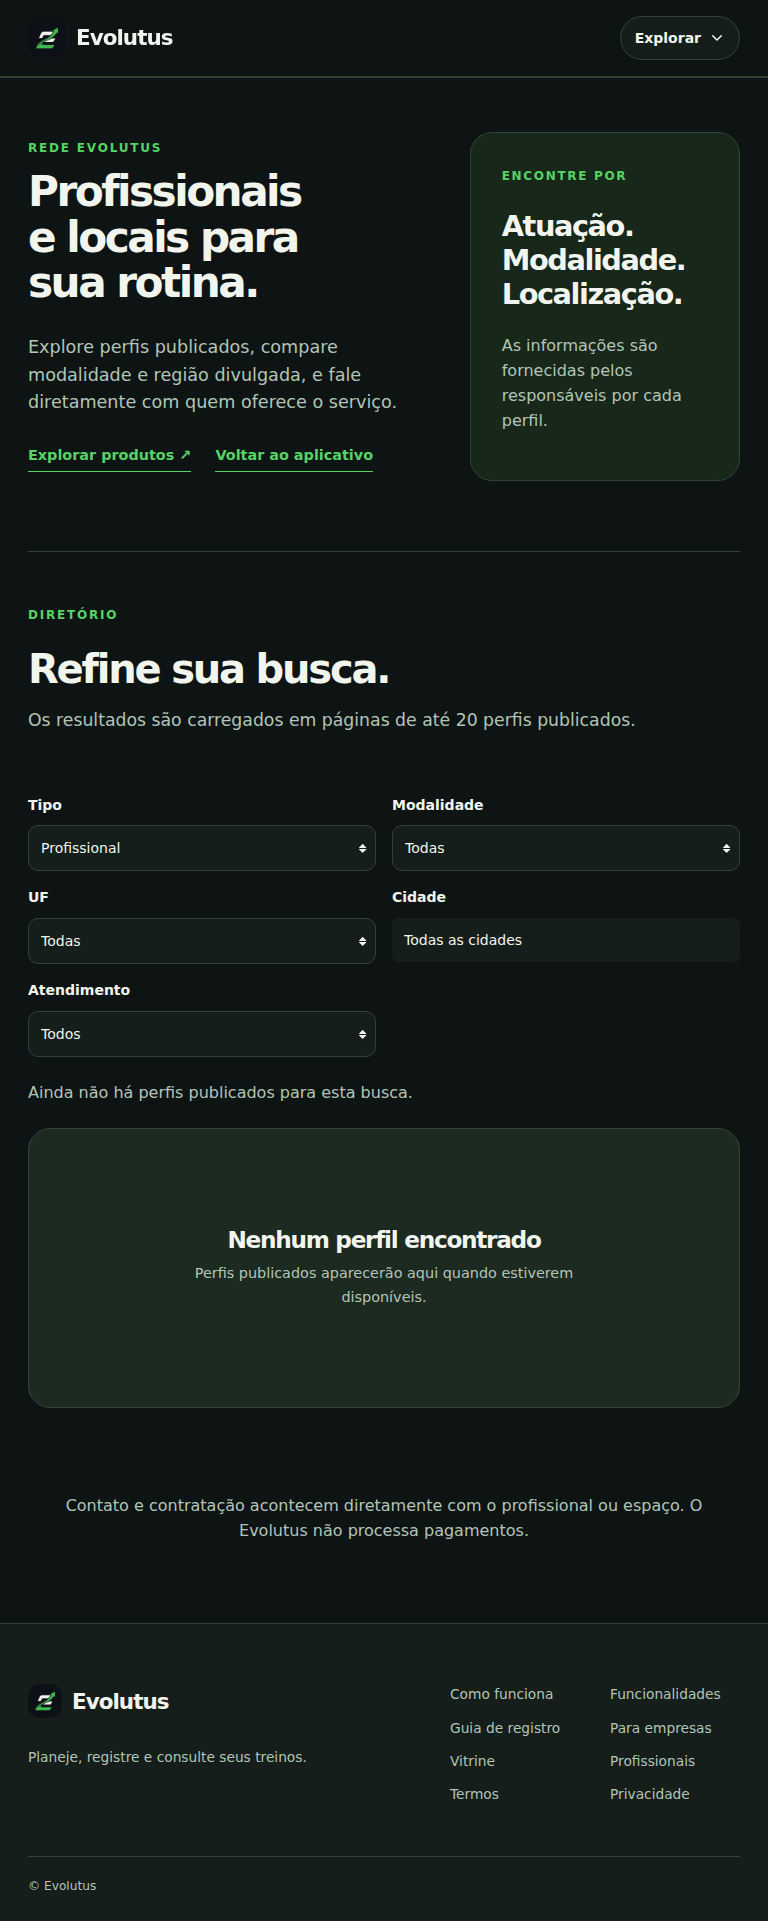 Evolutus
Explorar
REDE EVOLUTUS
Profissionais
e locais para
sua rotina.
Explore perfis publicados, compare
modalidade e região divulgada, e fale
diretamente com quem oferece o serviço.
Explorar produtos ↗
Voltar ao aplicativo
ENCONTRE POR
Atuação.
Modalidade.
Localização.
As informações são
fornecidas pelos
responsáveis por cada
perfil.
DIRETÓRIO
Refine sua busca.
Os resultados são carregados em páginas de até 20 perfis publicados.
Tipo
Profissional
Modalidade
Todas
UF
Todas
Cidade
Todas as cidades
Atendimento
Todos
Ainda não há perfis publicados para esta busca.
Nenhum perfil encontrado
Perfis publicados aparecerão aqui quando estiverem
disponíveis.
Contato e contratação acontecem diretamente com o profissional ou espaço. O
Evolutus não processa pagamentos.
Evolutus
Planeje, registre e consulte seus treinos.
Como funciona
Funcionalidades
Guia de registro
Para empresas
Vitrine
Profissionais
Termos
Privacidade
© Evolutus